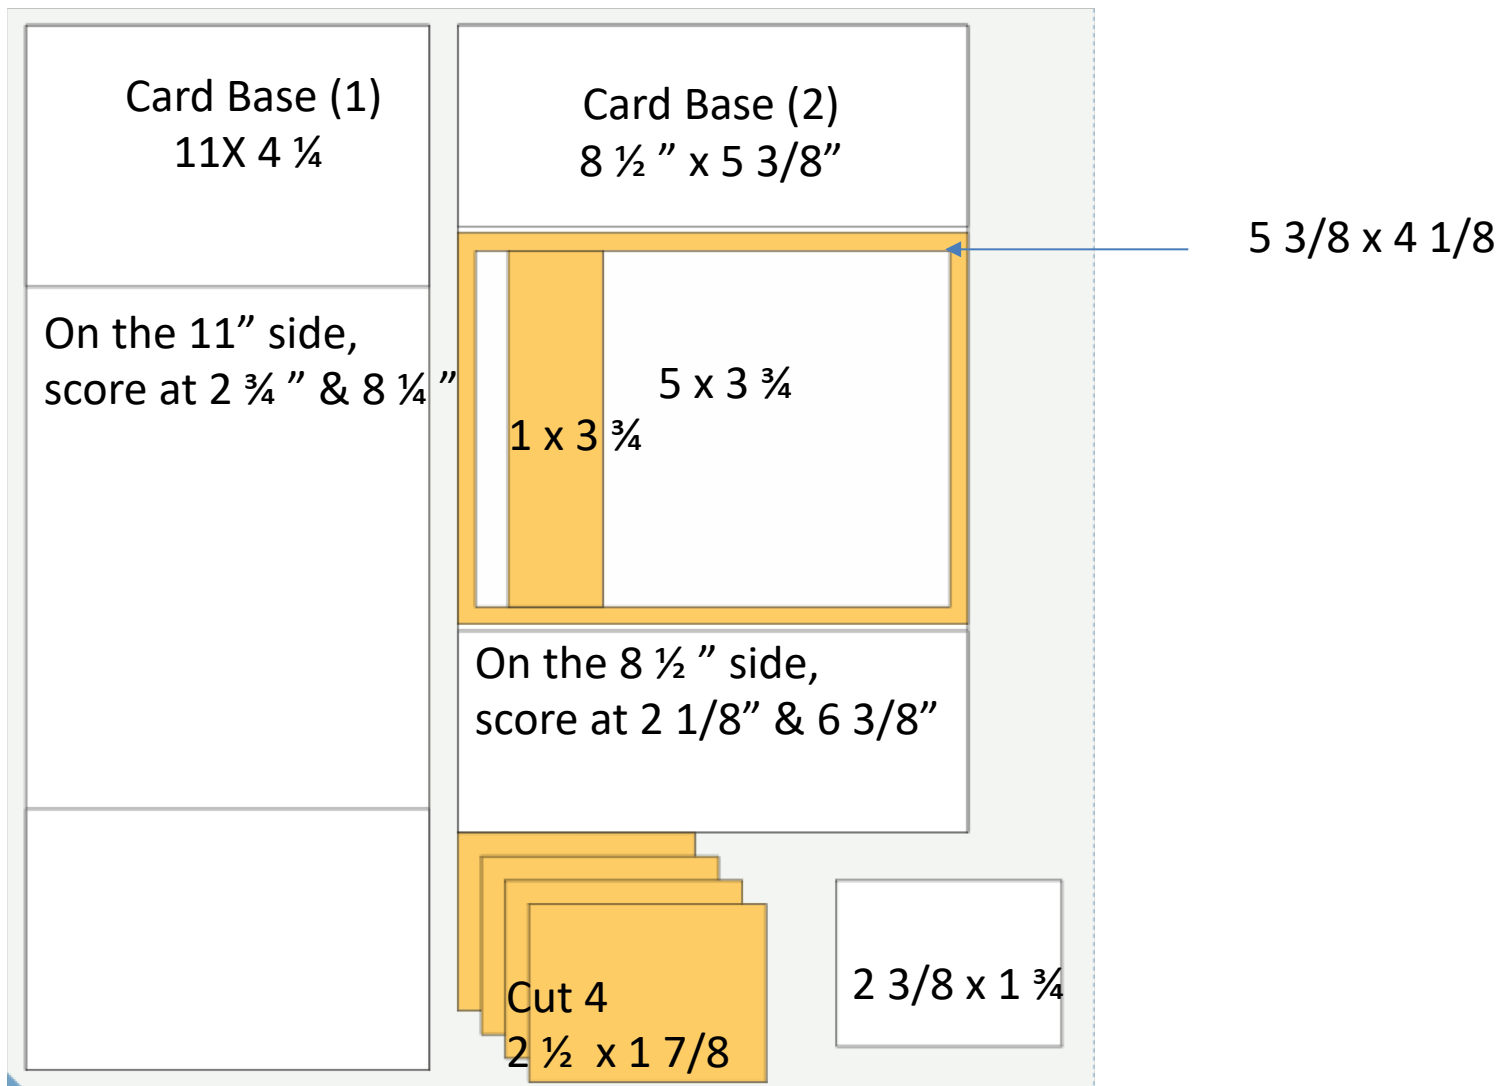 Card Base (1)
11X 4 ¼
On the 11” side,
score at 2 ¾ ” & 8 ¼ ”
Card Base (2)
8 ½ ” x 5 3/8”
5 3/8 x 4 1/8
5 x 3 ¾
1 x 3 ¾
On the 8 ½ ” side,
score at 2 1/8” & 6 3/8”
Cut 4
2 ½ x 1 7/8
2 3/8 x 1 ¾